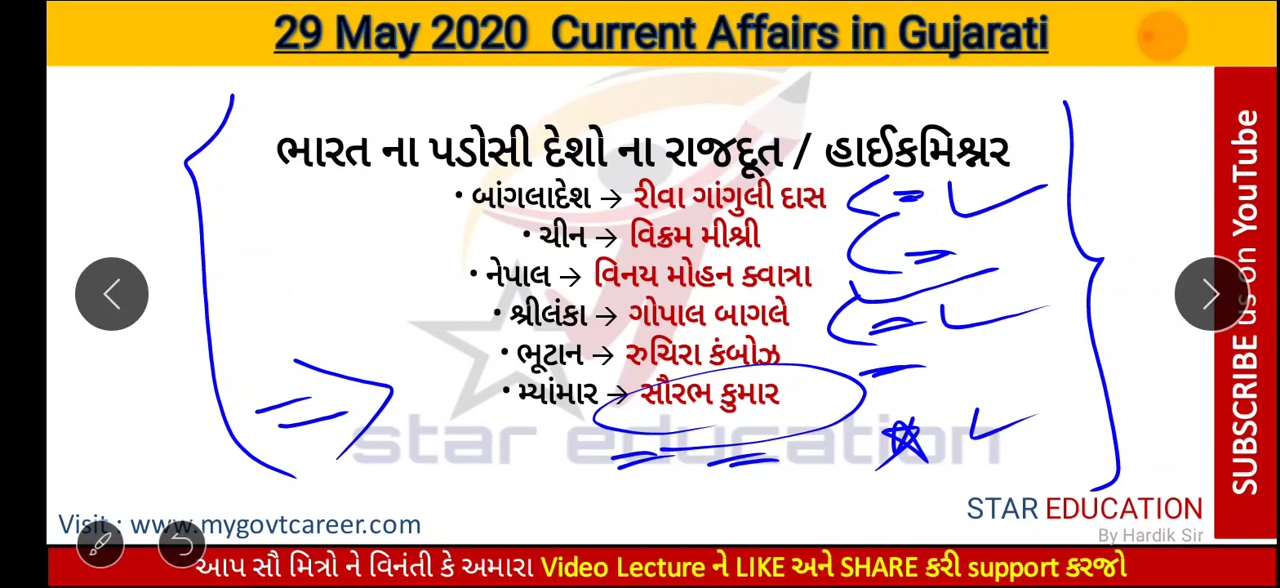 29 May 2020 Current Affairs in Gujarati
ભારત ના પડોસી દેશો ના રાજદૂત / હાઈકમિશ્નર
• બાંગલાદેશ → રીવા ગાંગુલી દાસ
• ચીન → વિક્રમ મીશ્રી
• નેપાલ → વિનય મોહન ક્વાત્રા
• શ્રીલંકા → ગોપાલ બાગલે
• ભૂટાન → રુચિરા કંબોઝ
• મ્યાંમાર → સૌરભ કુમાર
star education
STAR EDUCATION
By Hardik Sir
Visit : www.mygovtcareer.com
આપ સૌ મિત્રો ને વિનંતી કે અમારા Video Lecture ને LIKE અને SHARE કરી support કરજો
SUBSCRIBE us on YouTube